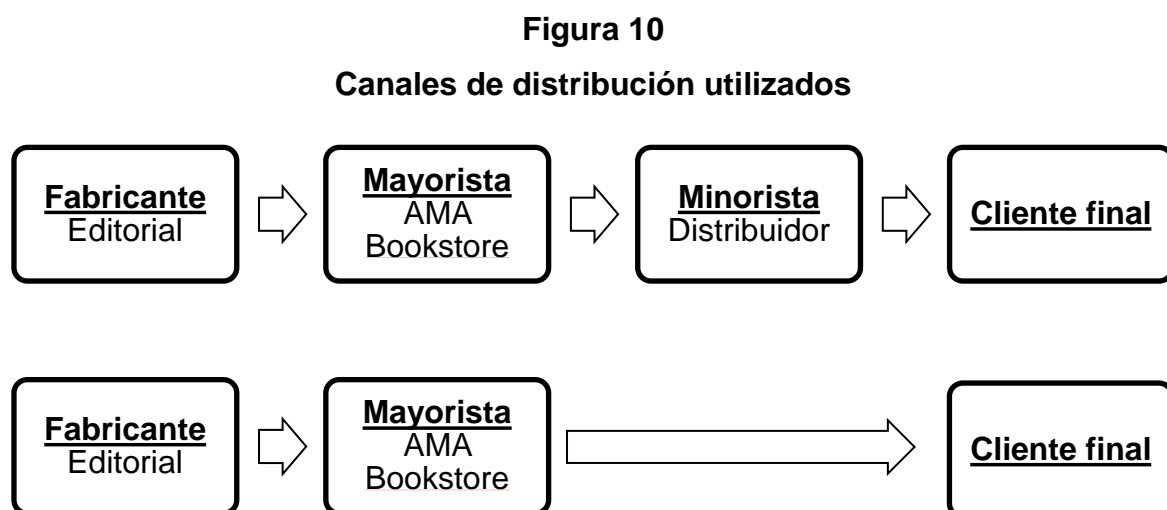 Figura 10
Canales de distribución utilizados
Fabricante
Editorial
Mayorista
AMA
Bookstore
Minorista
Distribuidor
Cliente final
Fabricante
Editorial
Mayorista
AMA
Bookstore
Cliente final